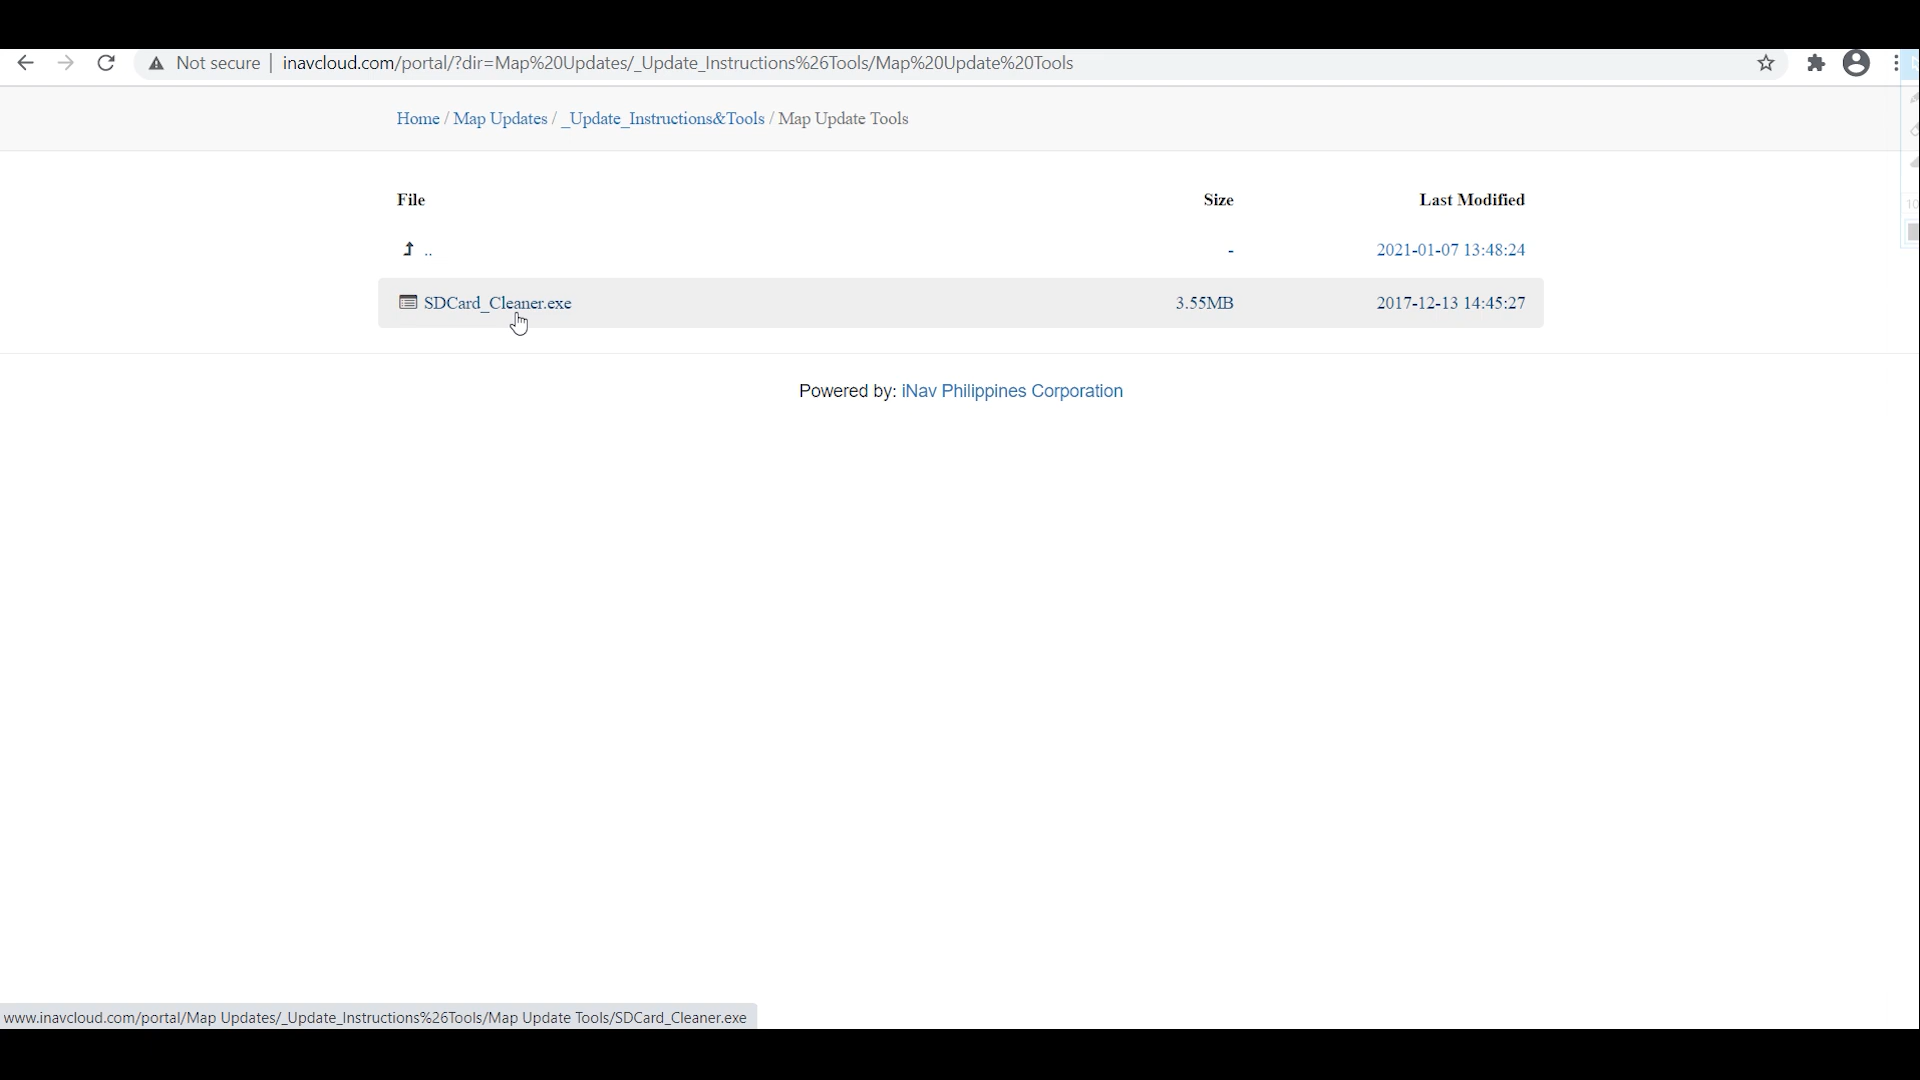 Not secure | inavcloud.com/portal/?dir=Map%20Updates/_Update_Instructions%26Tools/Map%20Update%20Tools
Home / Map Updates / _Update_Instructions&Tools / Map Update Tools
File Size Last Modified
.. - 2021-01-07 13:48:24
SDCard_Cleaner.exe 3.55MB 2017-12-13 14:45:27
Powered by: iNav Philippines Corporation
www.inavcloud.com/portal/Map Updates/_Update_Instructions%26Tools/Map Update Tools/SDCard_Cleaner.exe